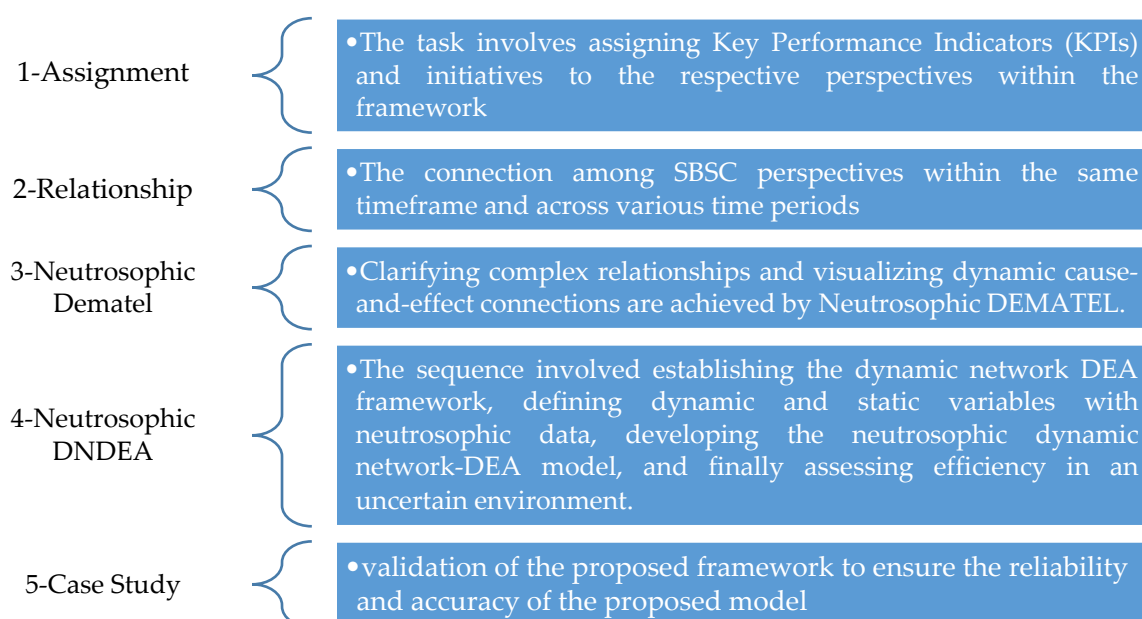 1-Assignment
•The task involves assigning Key Performance Indicators (KPIs)
and initiatives to the respective perspectives within the
framework
2-Relationship
•The connection among SBSC perspectives within the same
timeframe and across various time periods
3-Neutrosophic
Dematel
•Clarifying complex relationships and visualizing dynamic cause-
and-effect connections are achieved by Neutrosophic DEMATEL.
4-Neutrosophic
DNDEA
•The sequence involved establishing the dynamic network DEA
framework, defining dynamic and static variables with
neutrosophic data, developing the neutrosophic dynamic
network-DEA model, and finally assessing efficiency in an
uncertain environment.
5-Case Study
•validation of the proposed framework to ensure the reliability
and accuracy of the proposed model